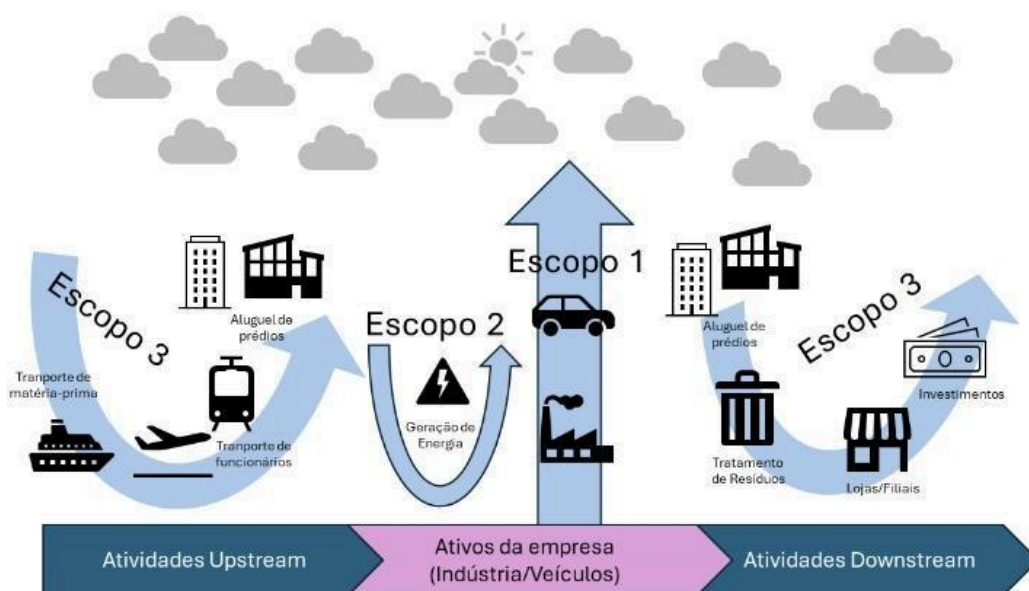 Escopo 3
Aluguel de
prédios
Tranporte de
matéria-prima
Tranporte de
funcionários
Escopo 2
Geração de
Energia
Escopo 1
Aluguel de
prédios
Escopo 3
Investimentos
Tratamento
de Resíduos
Lojas/Filiais
Atividades Upstream
Ativos da empresa
(Indústria/Veículos)
Atividades Downstream